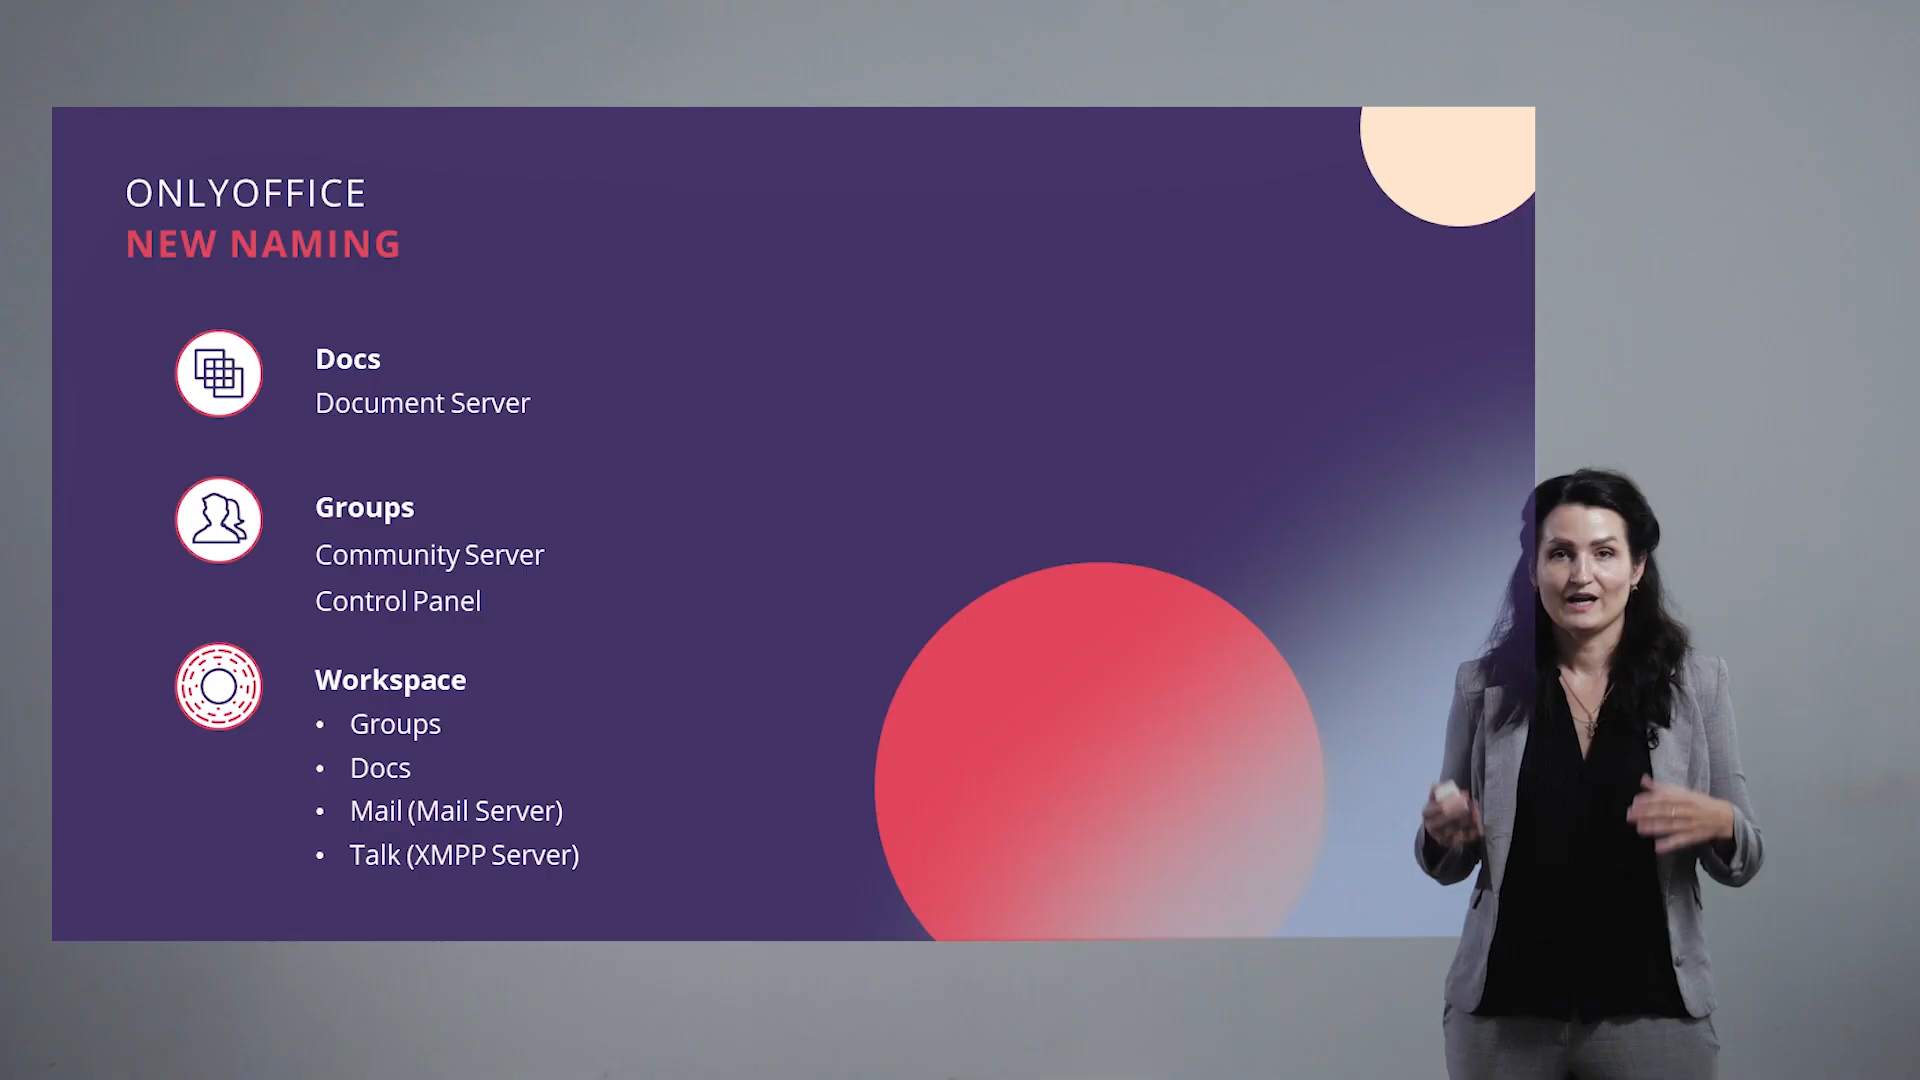 ONLYOFFICE
NEW NAMING
Docs
Document Server
Groups
Community Server
Control Panel
Workspace
• Groups
• Docs
• Mail (Mail Server)
• Talk (XMPP Server)